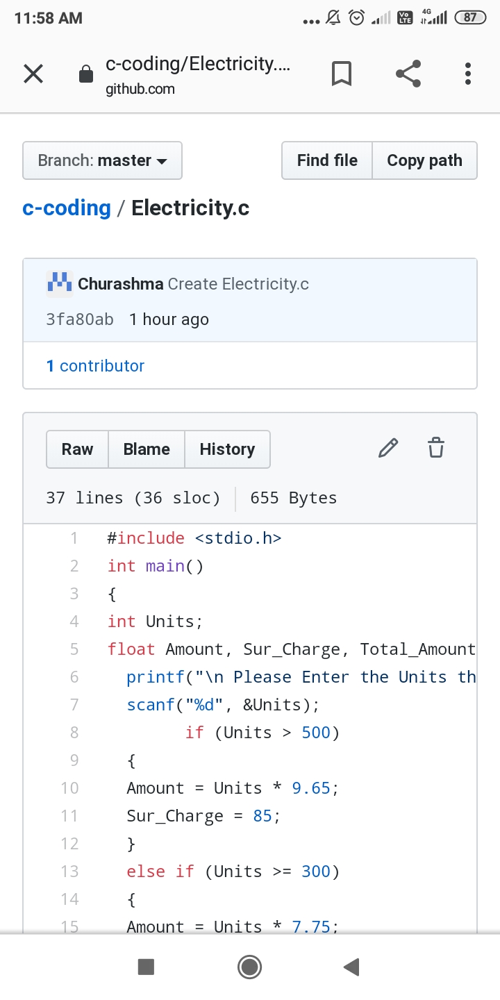 11:58 AM
... Vo LTE 4G 87
c-coding/Electricity....
github.com
Branch: master
Find file Copy path
c-coding / Electricity.c
Churashma Create Electricity.c
3fa80ab 1 hour ago
1 contributor
Raw Blame History
37 lines (36 sloc) 655 Bytes
1 #include <stdio.h>
2 int main()
3 {
4 int Units;
5 float Amount, Sur_Charge, Total_Amount
6 printf("\n Please Enter the Units th
7 scanf("%d", &Units);
8 if (Units > 500)
9 {
10 Amount = Units * 9.65;
11 Sur_Charge = 85;
12 }
13 else if (Units >= 300)
14 {
15 Amount = Units * 7.75;